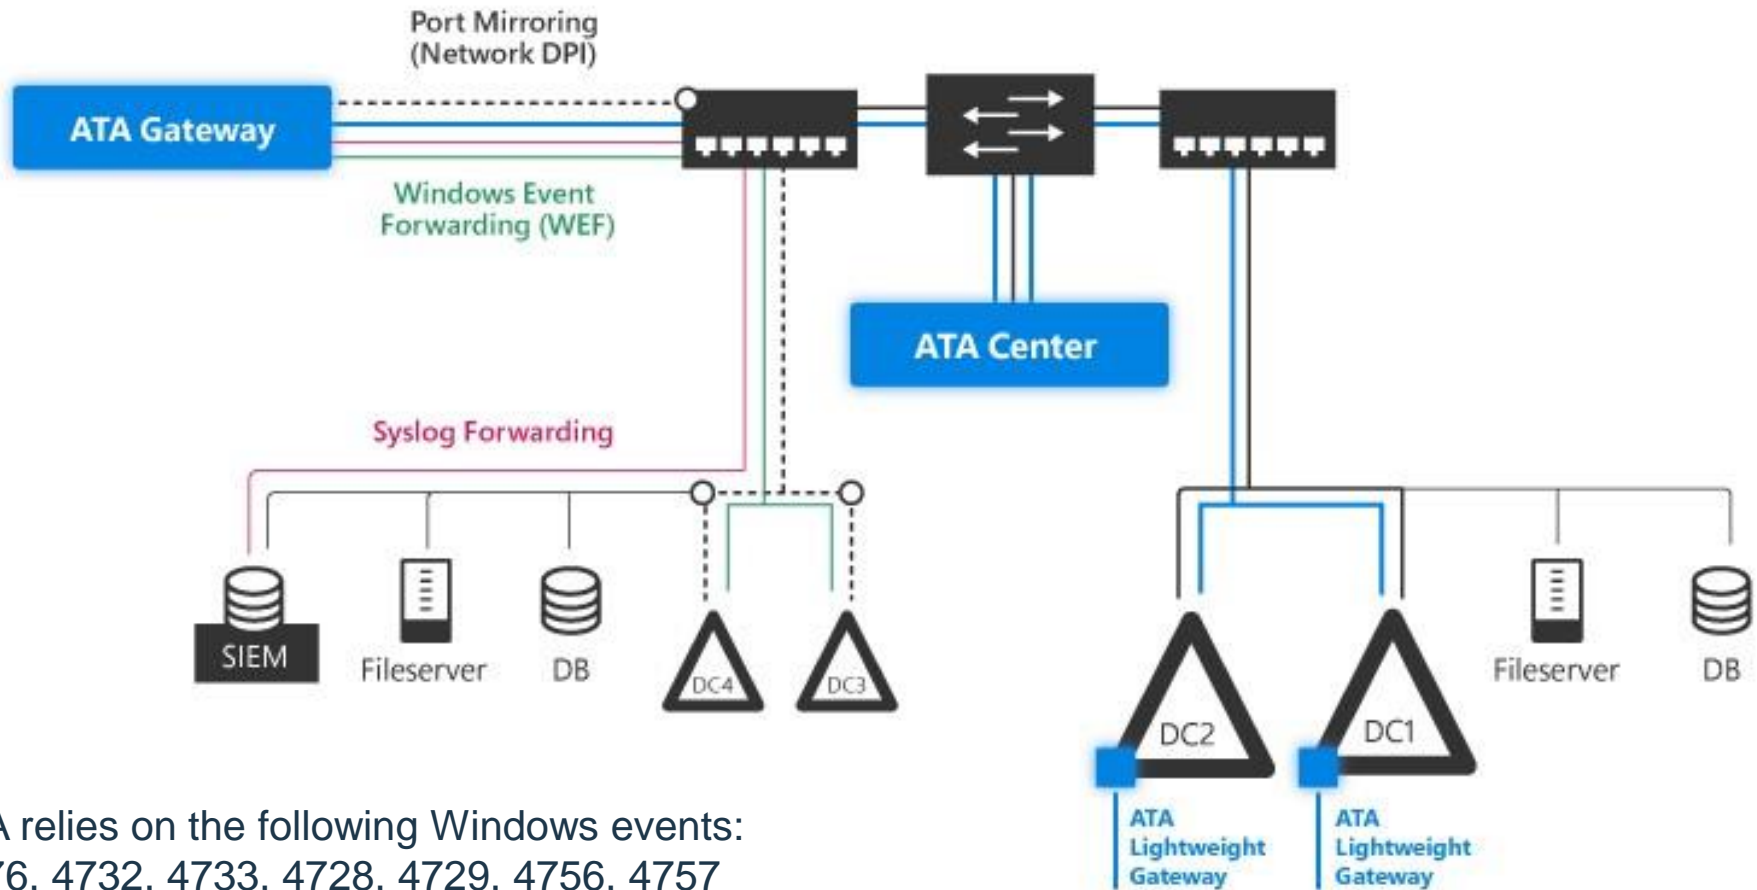 Port Mirroring
(Network DPI)
ATA Gateway
Windows Event
Forwarding (WEF)
ATA Center
Syslog Forwarding
SIEM
Fileserver
DB
DC4
DC3
DC2
DC1
Fileserver
DB
ATA
Lightweight
Gateway
ATA
Lightweight
Gateway
A relies on the following Windows events:
76, 4732, 4733, 4728, 4729, 4756, 4757